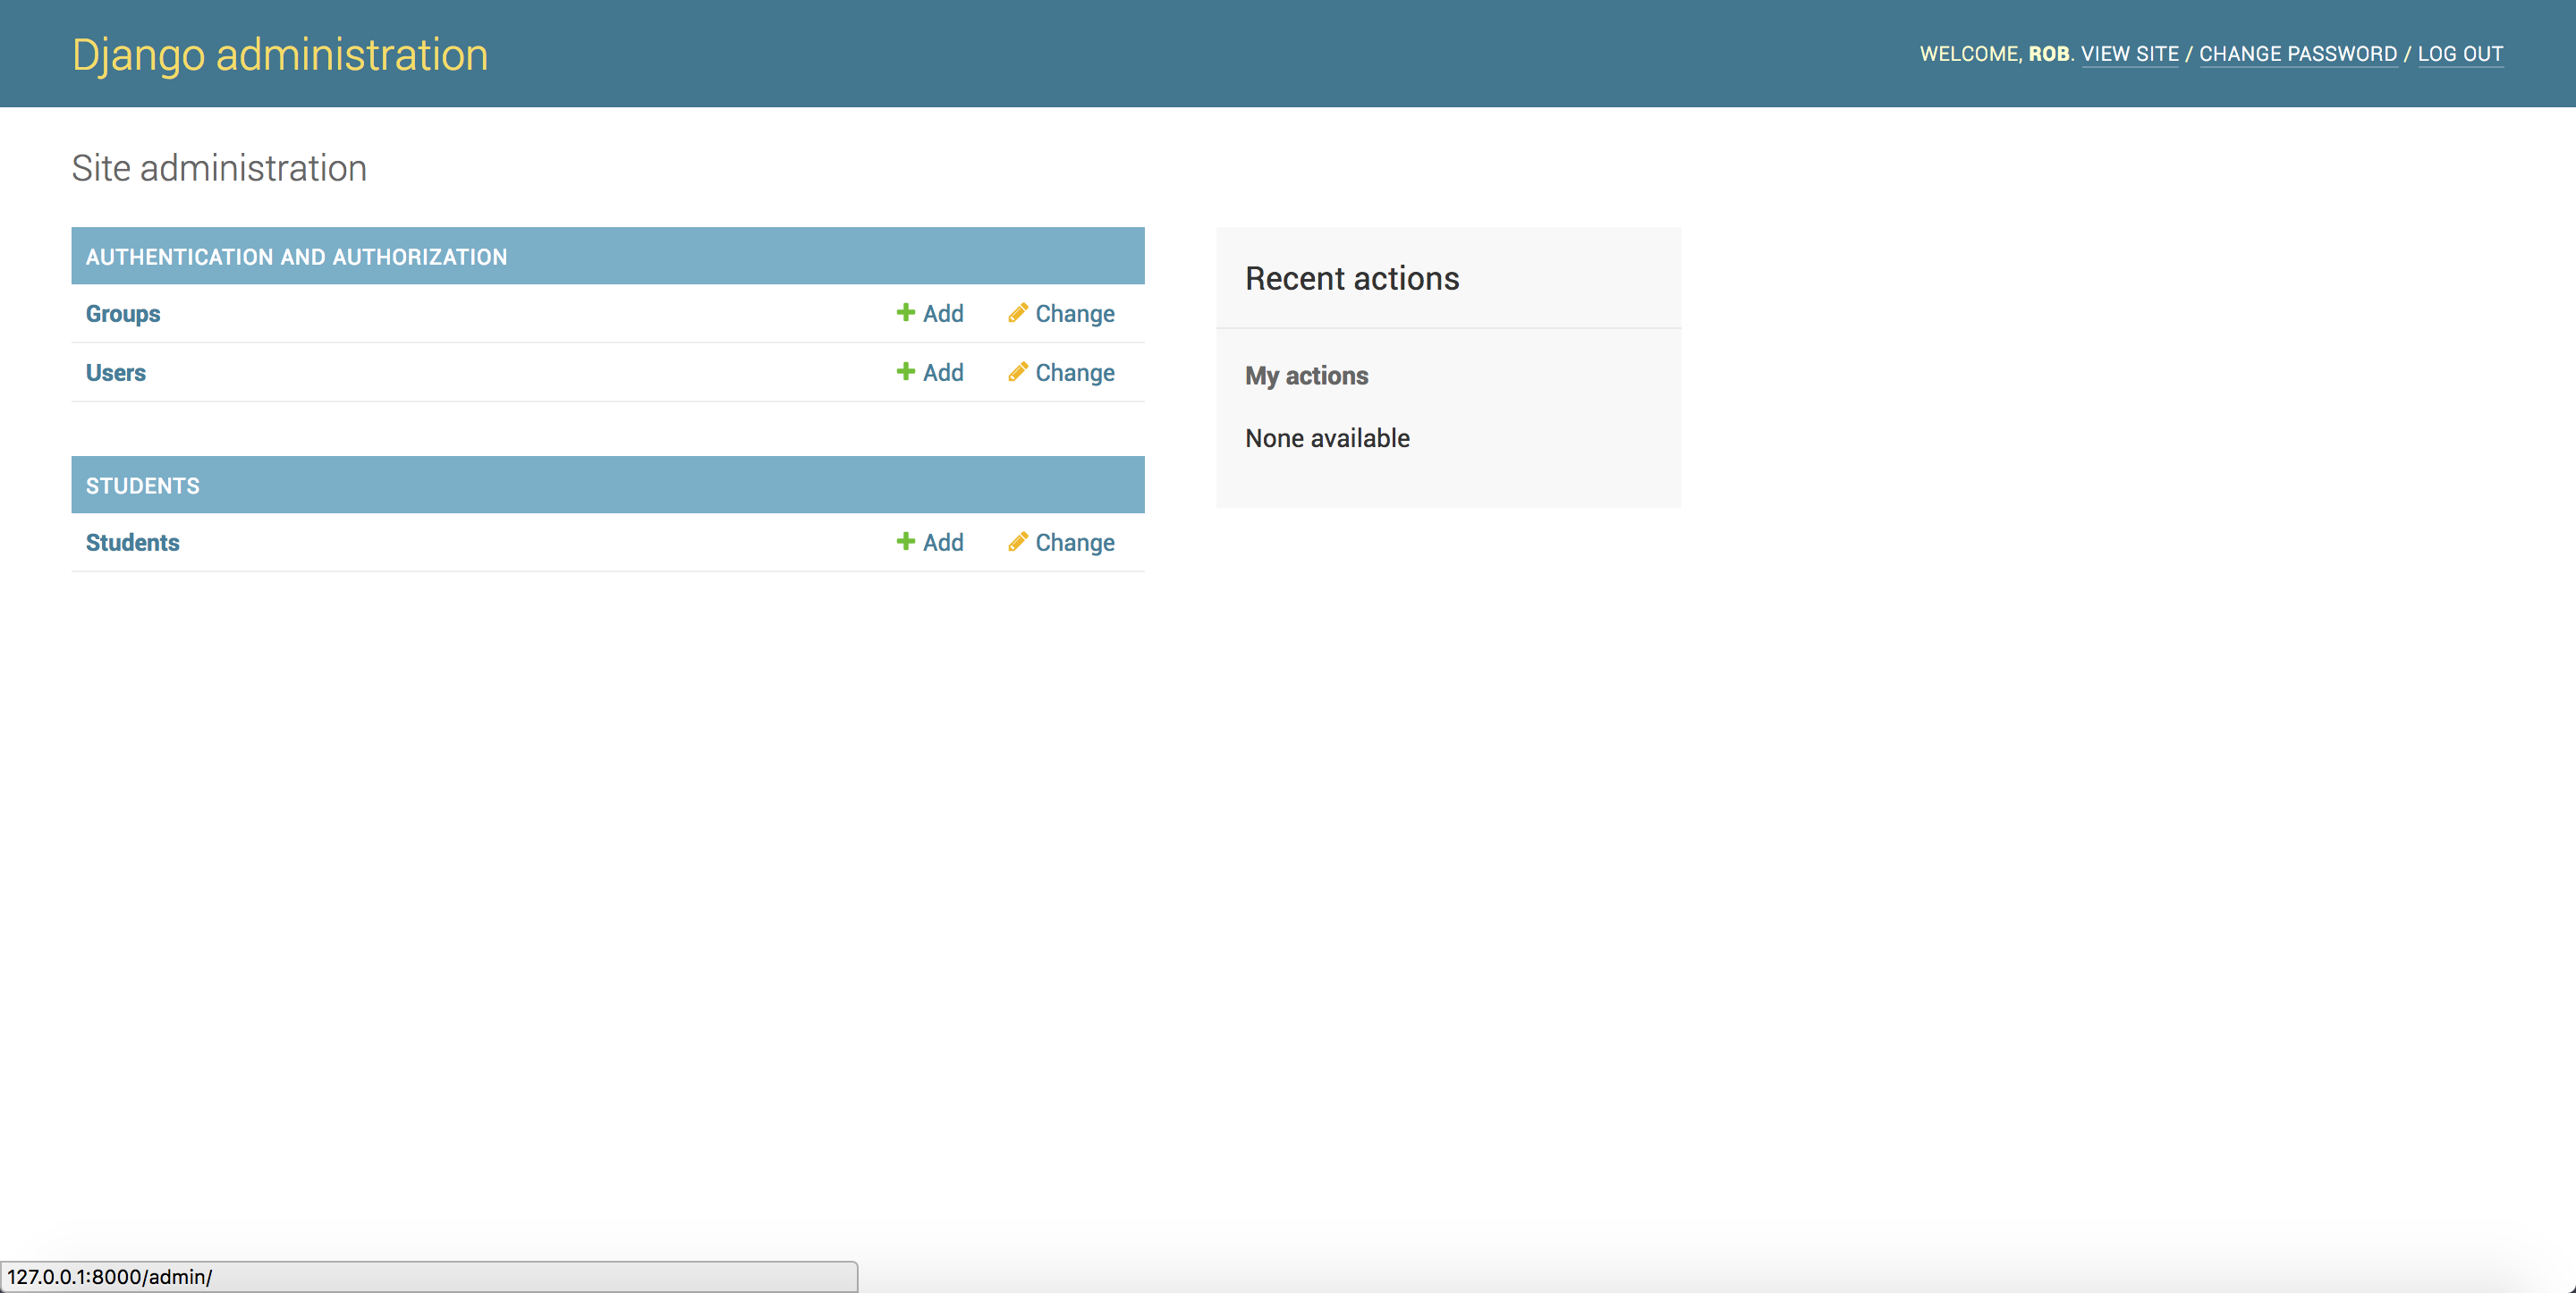 Django administration
WELCOME, ROB. VIEW SITE / CHANGE PASSWORD / LOG OUT
Site administration
AUTHENTICATION AND AUTHORIZATION
Groups Add Change
Users Add Change
STUDENTS
Students Add Change
Recent actions
My actions
None available
127.0.0.1:8000/admin/